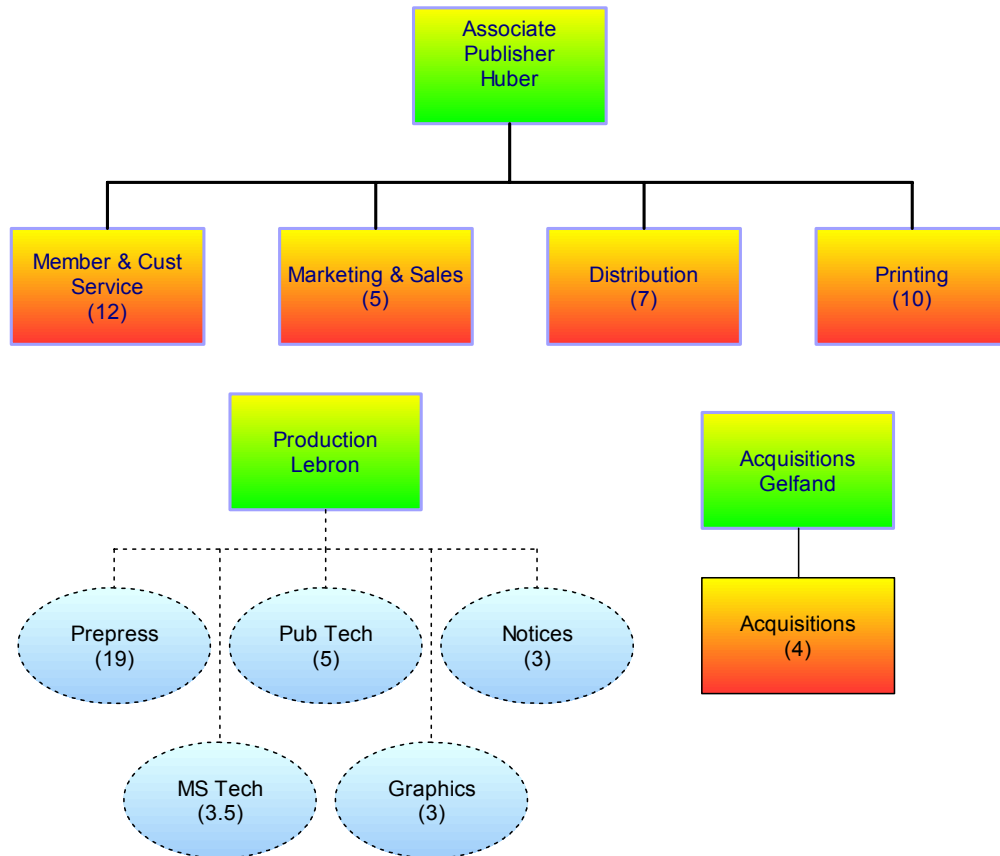 Associate
Publisher
Huber
Member & Cust
Service
(12)
Marketing & Sales
(5)
Distribution
(7)
Printing
(10)
Production
Lebron
Acquisitions
Gelfand
Prepress
(19)
Pub Tech
(5)
Notices
(3)
Acquisitions
(4)
MS Tech
(3.5)
Graphics
(3)